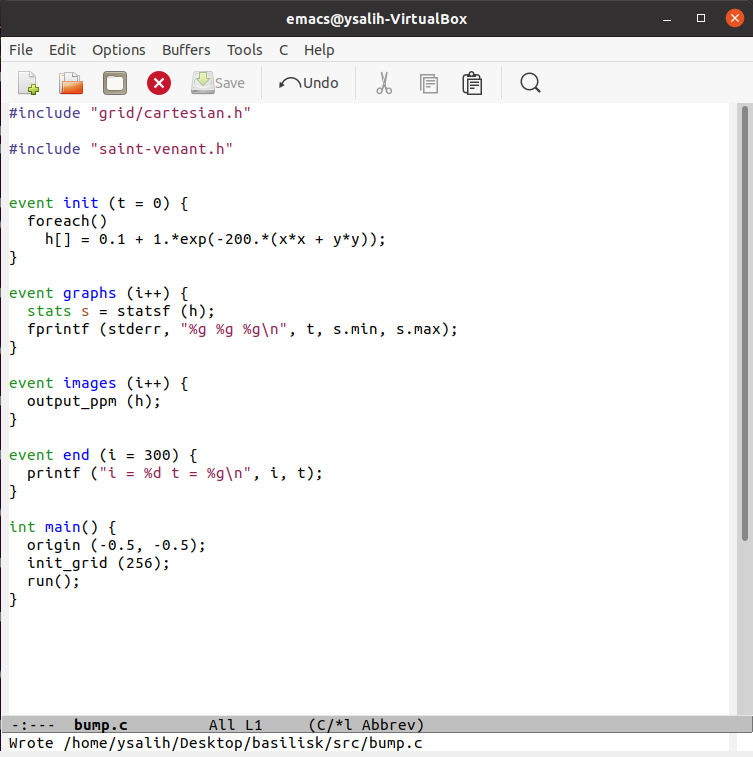 emacs@ysalih-VirtualBox
File Edit Options Buffers Tools C Help
Save Undo
#include "grid/cartesian.h"
#include "saint-venant.h"
event init (t = 0) {
  foreach()
    h[] = 0.1 + 1.*exp(-200.*(x*x + y*y));
}
event graphs (i++) {
  stats s = statsf (h);
  fprintf (stderr, "%g %g %g\n", t, s.min, s.max);
}
event images (i++) {
  output_ppm (h);
}
event end (i = 300) {
  printf ("i = %d t = %g\n", i, t);
}
int main() {
  origin (-0.5, -0.5);
  init_grid (256);
  run();
}
-:--- bump.c All L1 (C/*l Abbrev)
Wrote /home/ysalih/Desktop/basilisk/src/bump.c